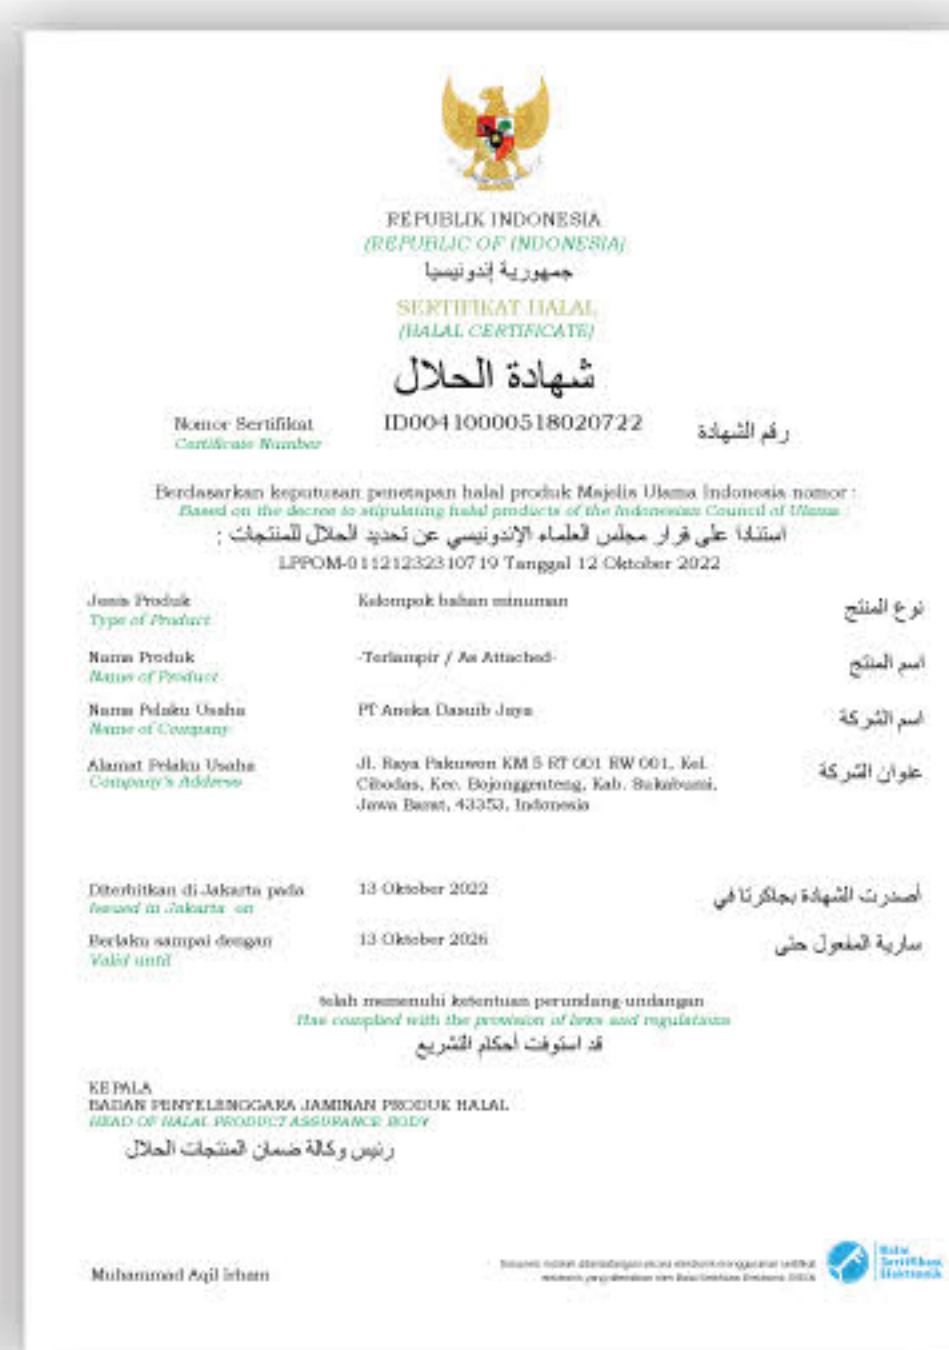 REPUBLIK INDONESIA
(REPUBLIC OF INDONESIA)
جمهورية إندونيسيا
SERTIFIKAT HALAL
(HALAL CERTIFICATE)
شهادة الحلال
Nomor Sertifikat ID00410000518020722 رقم الشهادة
Certificate Number
Berdasarkan keputusan penetapan halal produk Majelis Ulama Indonesia nomor :
Based on the decree to stipulating halal products of the Indonesian Council of Ulama
استنادا على قرار مجلس العلماء الإندونيسي عن تحديد الحلال للمنتجات :
LPPOM-01121232310719 Tanggal 12 Oktober 2022
Jenis Produk Kelompok bahan minuman نوع المنتج
Type of Product
Nama Produk -Terlampir / As Attached- اسم المنتج
Name of Product
Nama Pelaku Usaha PT Aneka Dasuib Jaya اسم الشركة
Name of Company
Alamat Pelaku Usaha Jl. Raya Pakuwon KM 5 RT 001 RW 001, Kel. عنوان الشركة
Company's Address Cibodas, Kec. Bojonggenteng, Kab. Sukabumi,
Jawa Barat, 43353, Indonesia
Diterbitkan di Jakarta pada 13 Oktober 2022 أصدرت الشهادة بجاكرتا في
Issued in Jakarta on
Berlaku sampai dengan 13 Oktober 2026 سارية المفعول حتى
Valid until
telah memenuhi ketentuan perundang-undangan
Has complied with the provision of laws and regulations
قد استوفت أحكام التشريع
KEPALA
BADAN PENYELENGGARA JAMINAN PRODUK HALAL
HEAD OF HALAL PRODUCT ASSURANCE BODY
رئيس وكالة ضمان المنتجات الحلال
Muhammad Aqil Irham
Balai
Sertifikasi
Elektronik